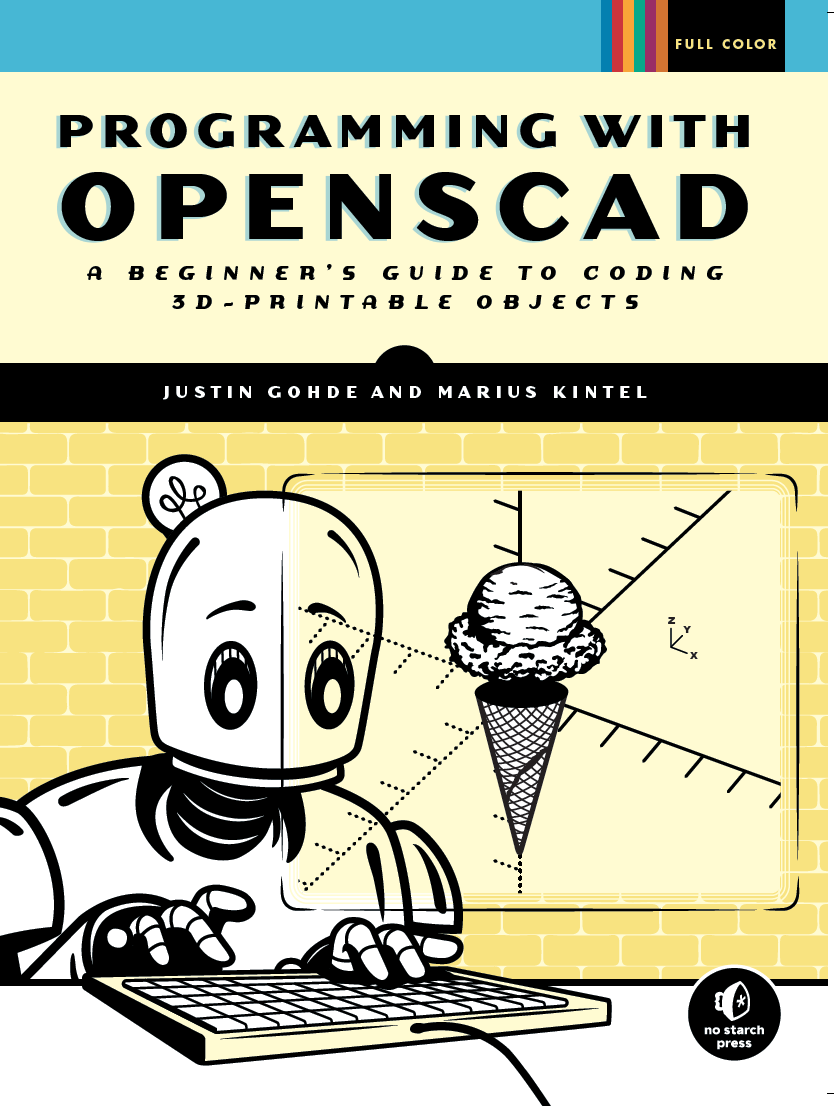 FULL COLOR
PROGRAMMING WITH
OPENSCAD
A BEGINNER'S GUIDE TO CODING
3D-PRINTABLE OBJECTS
JUSTIN GOHDE AND MARIUS KINTEL
Z
Y
X
no starch
press